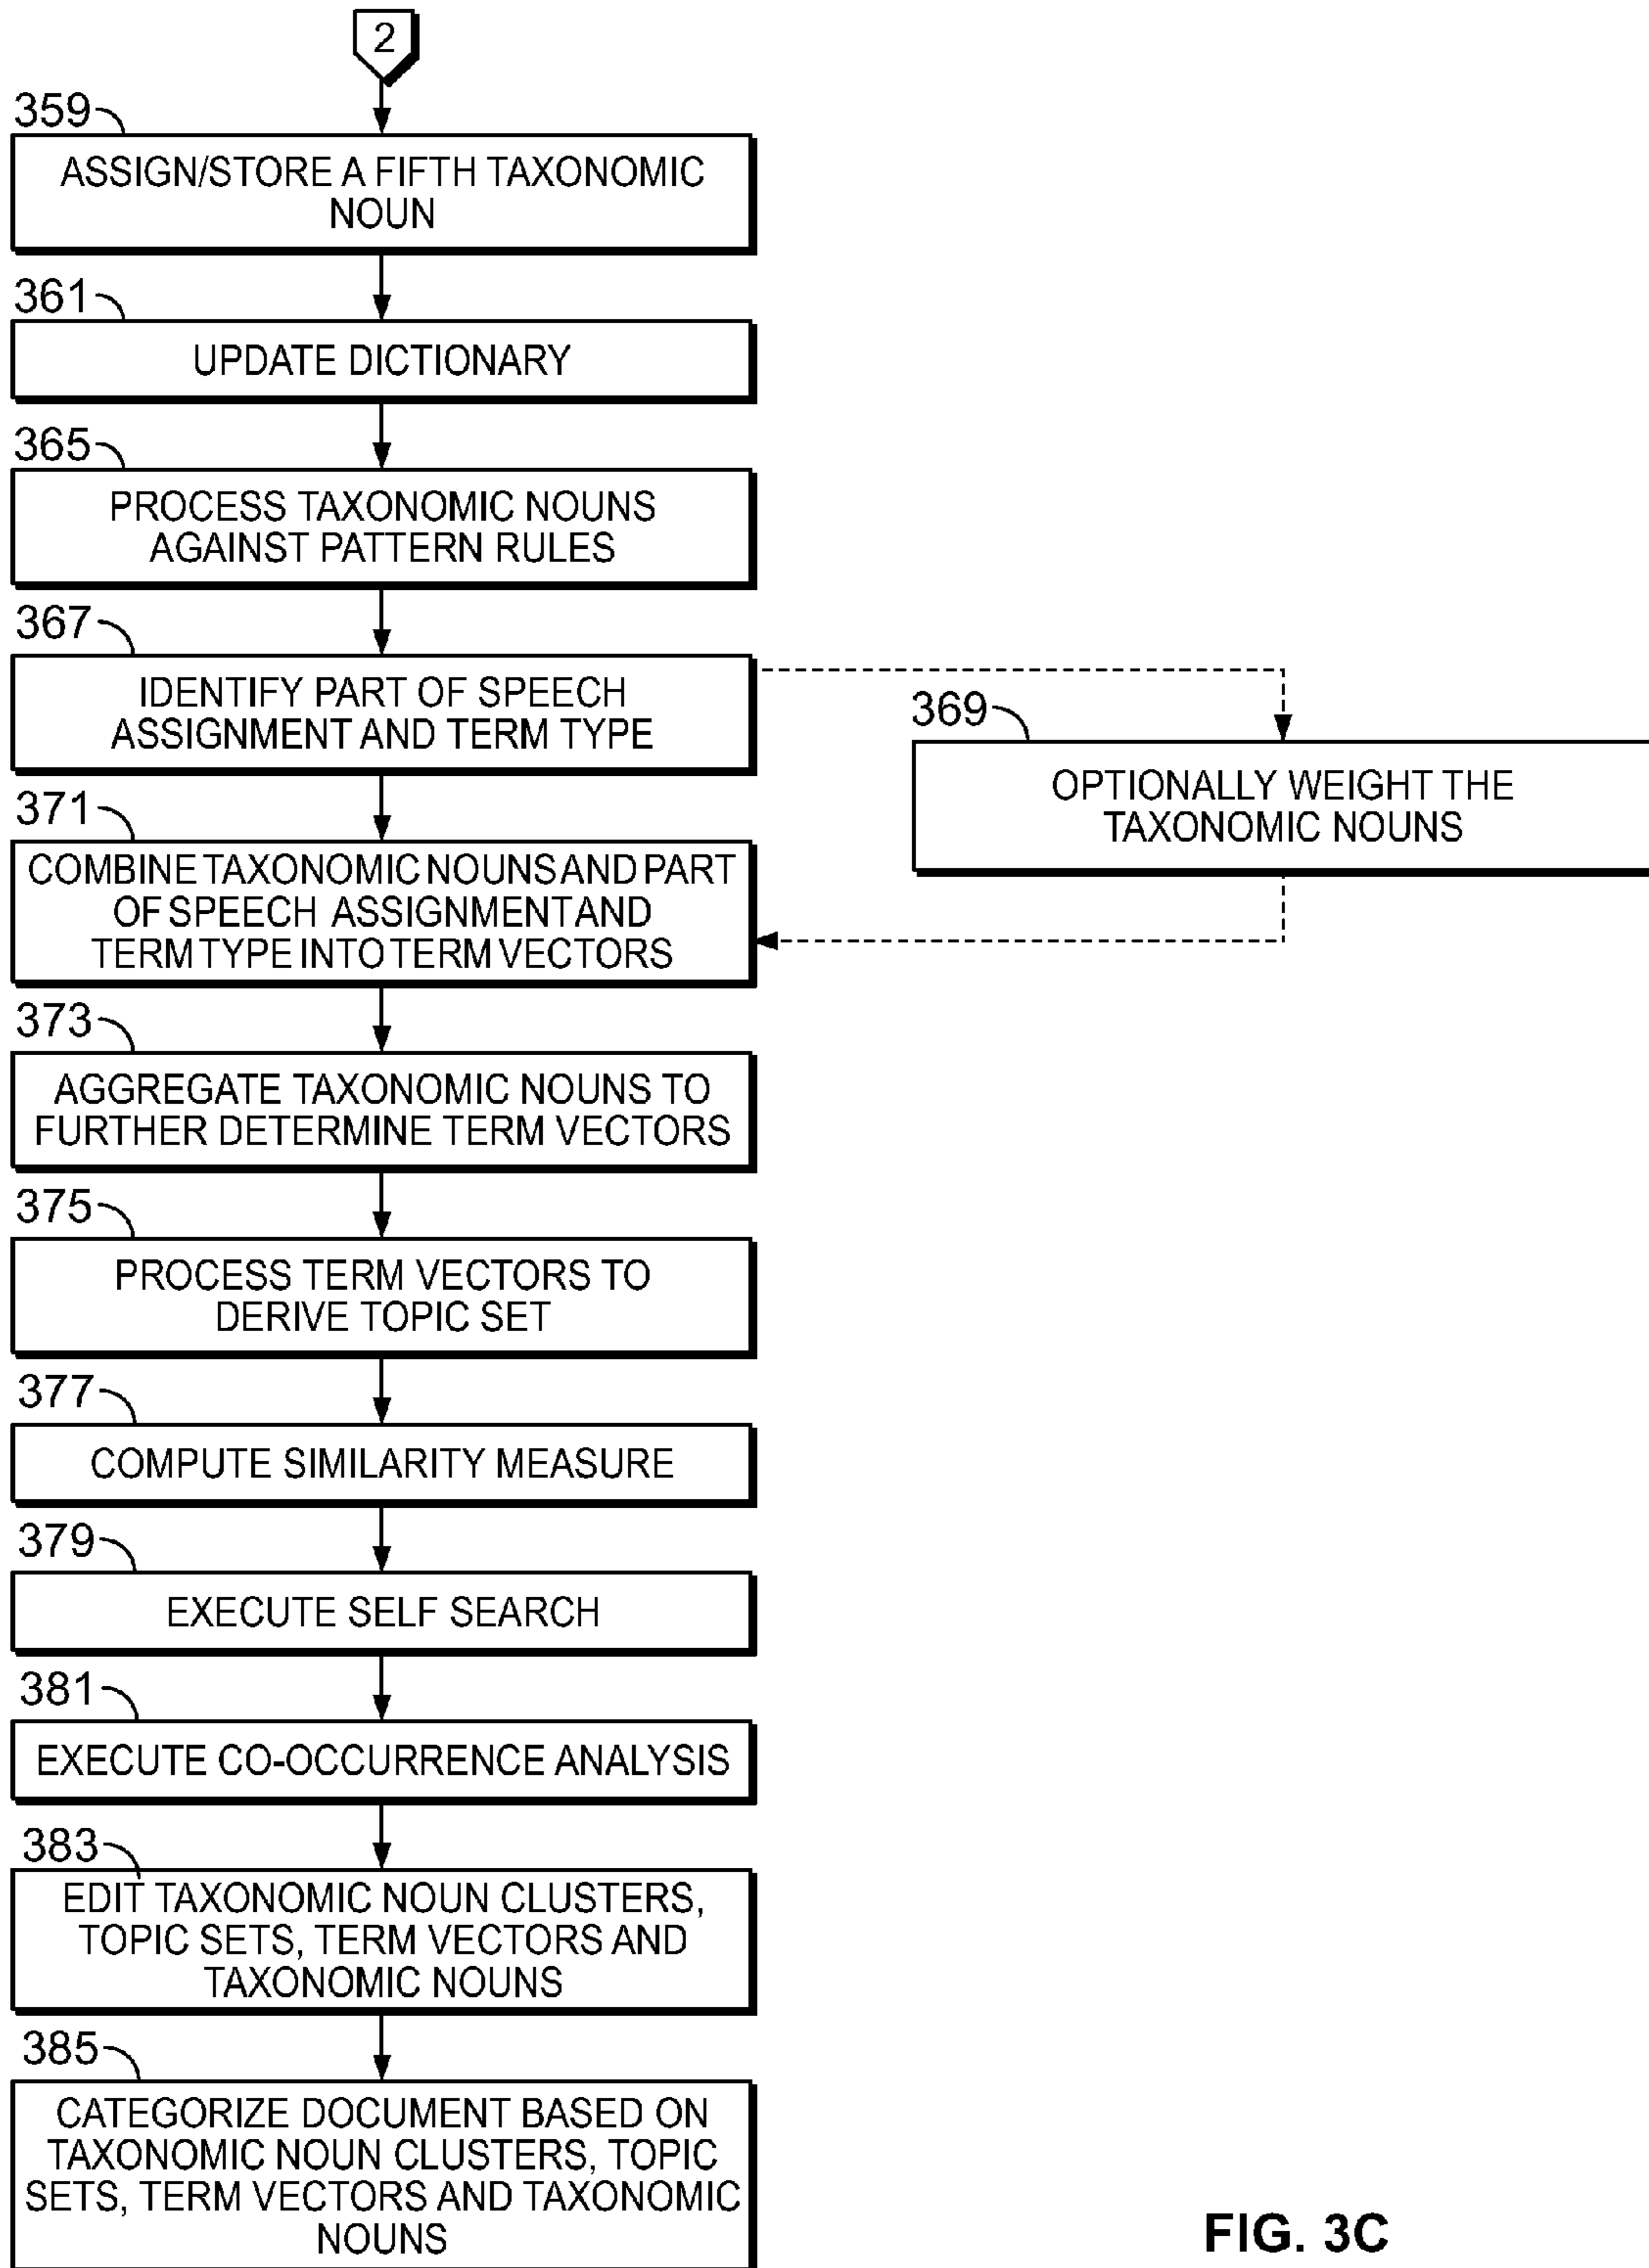 2
359
ASSIGN/STORE A FIFTH TAXONOMIC
NOUN
361
UPDATE DICTIONARY
365
PROCESS TAXONOMIC NOUNS
AGAINST PATTERN RULES
367
IDENTIFY PART OF SPEECH
ASSIGNMENT AND TERM TYPE
369
OPTIONALLY WEIGHT THE
TAXONOMIC NOUNS
371
COMBINE TAXONOMIC NOUNS AND PART
OF SPEECH ASSIGNMENT AND
TERM TYPE INTO TERM VECTORS
373
AGGREGATE TAXONOMIC NOUNS TO
FURTHER DETERMINE TERM VECTORS
375
PROCESS TERM VECTORS TO
DERIVE TOPIC SET
377
COMPUTE SIMILARITY MEASURE
379
EXECUTE SELF SEARCH
381
EXECUTE CO-OCCURRENCE ANALYSIS
383
EDIT TAXONOMIC NOUN CLUSTERS,
TOPIC SETS, TERM VECTORS AND
TAXONOMIC NOUNS
385
CATEGORIZE DOCUMENT BASED ON
TAXONOMIC NOUN CLUSTERS, TOPIC
SETS, TERM VECTORS AND TAXONOMIC
NOUNS
FIG. 3C